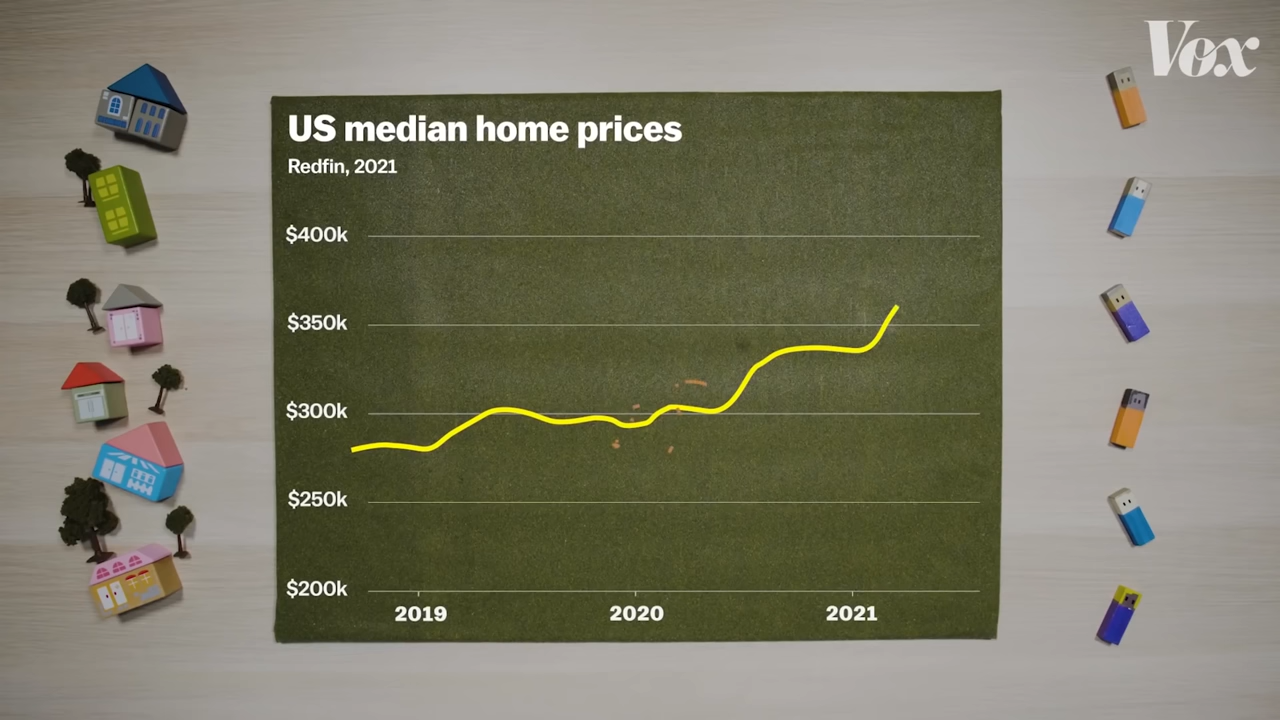 Vox
US median home prices
Redfin, 2021
$400k
$350k
$300k
$250k
$200k
2019 2020 2021